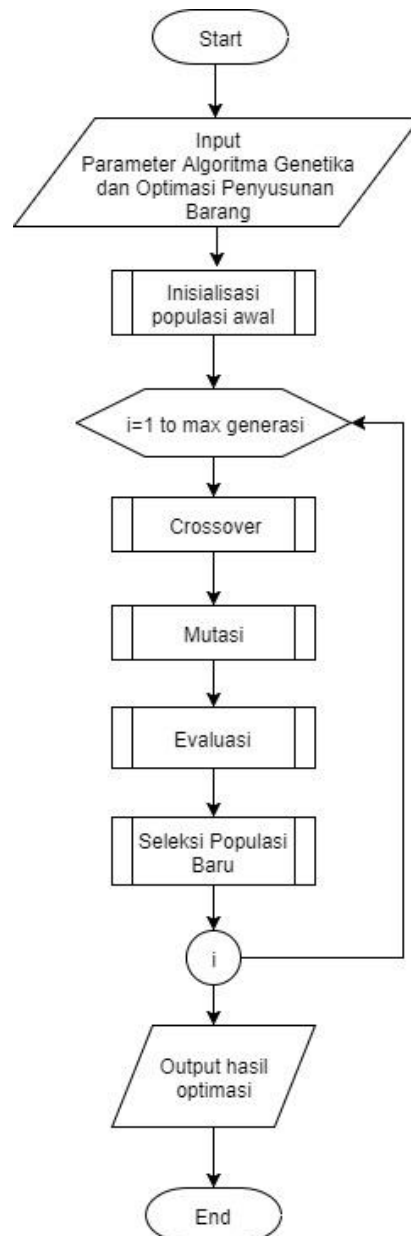 Start
Input
Parameter Algoritma Genetika
dan Optimasi Penyusunan
Barang
Inisialisasi
populasi awal
i=1 to max generasi
Crossover
Mutasi
Evaluasi
Seleksi Populasi
Baru
i
Output hasil
optimasi
End